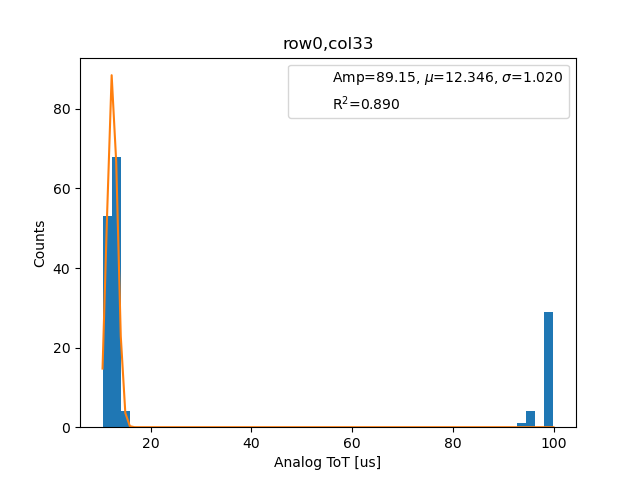 row0,col33
Amp=89.15, μ=12.346, σ=1.020
R²=0.890
80
60
40
20
0
Counts
20 40 60 80 100
Analog ToT [us]